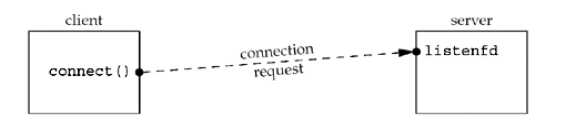 client
server
connect()
connection
request
listenfd